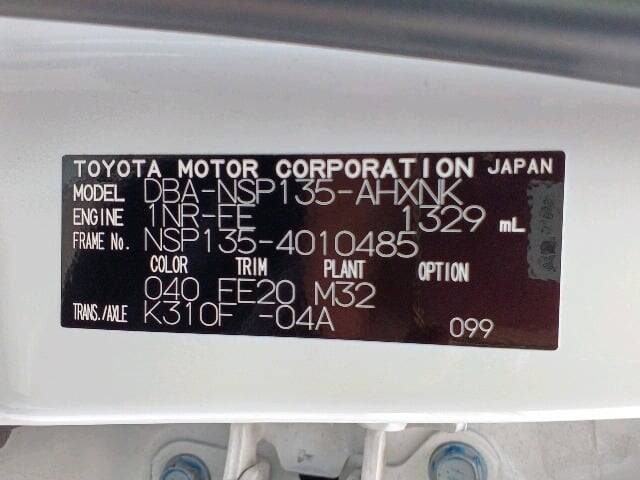 TOYOTA MOTOR CORPORATION JAPAN
MODEL DBA-NSP135-AHXNK
ENGINE 1NR-FE 1329 mL
FRAME No. NSP135-4010485
COLOR TRIM PLANT OPTION
040 FE20 M32
TRANS./AXLE K310F -04A 099